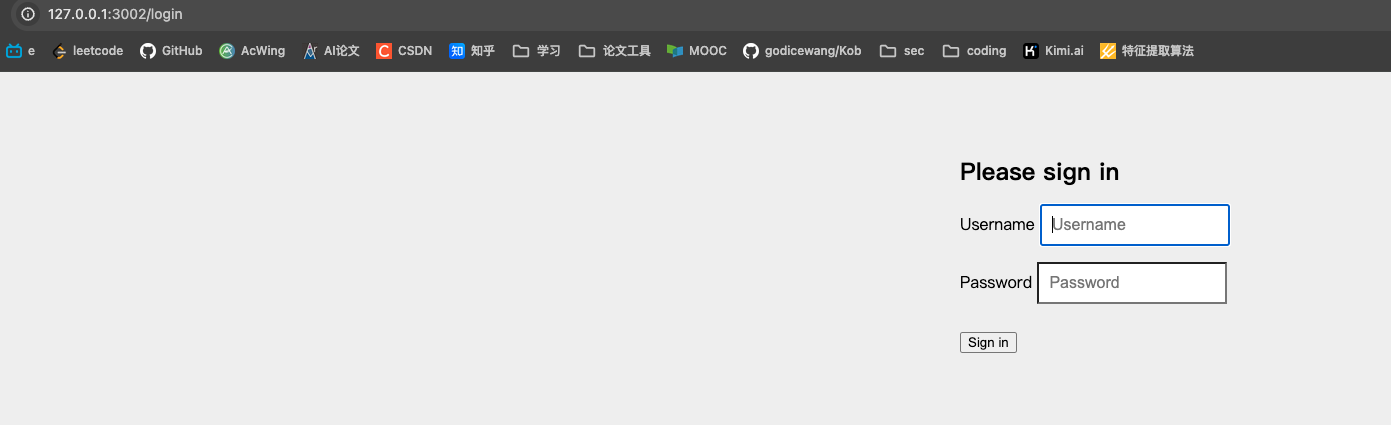 127.0.0.1:3002/login
e leetcode GitHub AcWing AI论文 C CSDN 知 知乎 学习 论文工具 MOOC godicewang/Kob sec coding K Kimi.ai 特征提取算法
Please sign in
Username Username
Password Password
Sign in